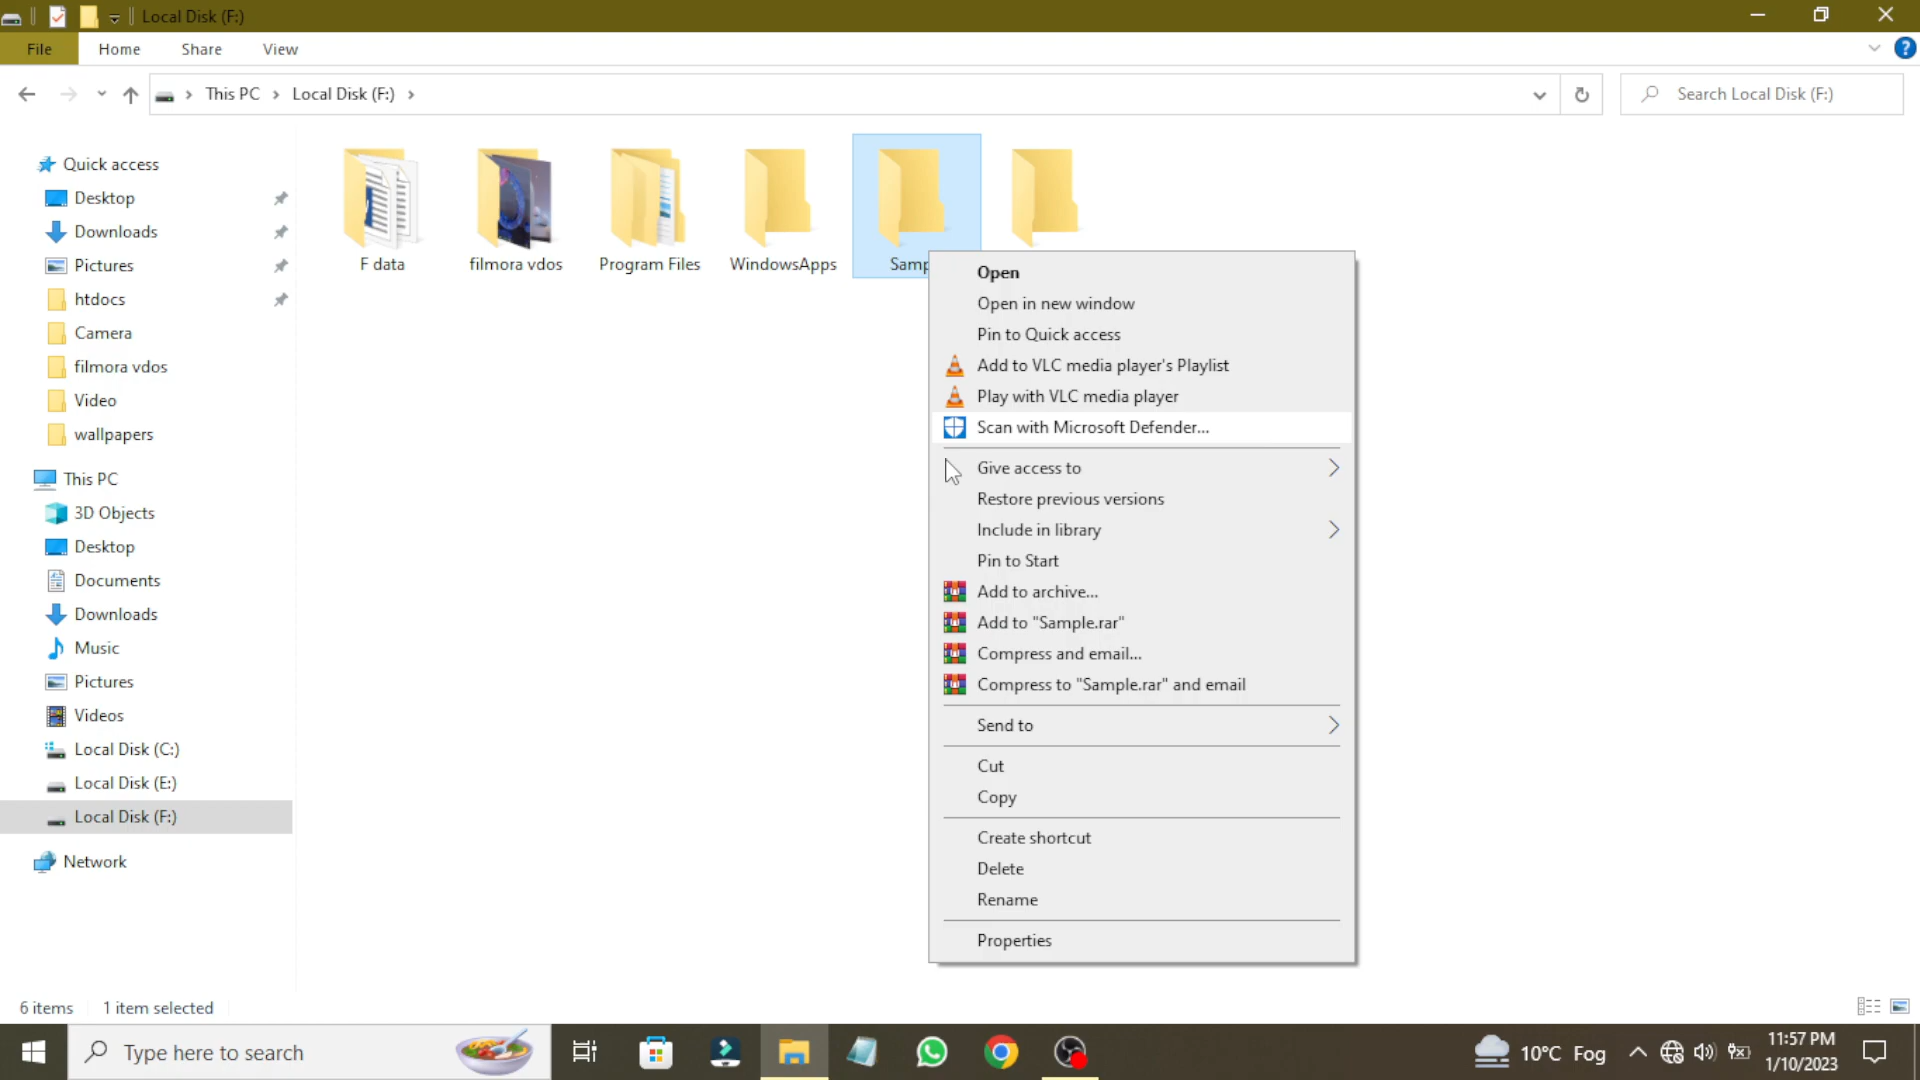 Local Disk (F:)
File Home Share View
This PC Local Disk (F:)
Search Local Disk (F:)
Quick access
Desktop
Downloads
Pictures
htdocs
Camera
filmora vdos
Video
wallpapers
This PC
3D Objects
Desktop
Documents
Downloads
Music
Pictures
Videos
Local Disk (C:)
Local Disk (E:)
Local Disk (F:)
Network
F data
filmora vdos
Program Files
WindowsApps
Samp
Open
Open in new window
Pin to Quick access
Add to VLC media player's Playlist
Play with VLC media player
Scan with Microsoft Defender...
Give access to
Restore previous versions
Include in library
Pin to Start
Add to archive...
Add to "Sample.rar"
Compress and email...
Compress to "Sample.rar" and email
Send to
Cut
Copy
Create shortcut
Delete
Rename
Properties
6 items 1 item selected
Type here to search
10°C Fog
11:57 PM
1/10/2023